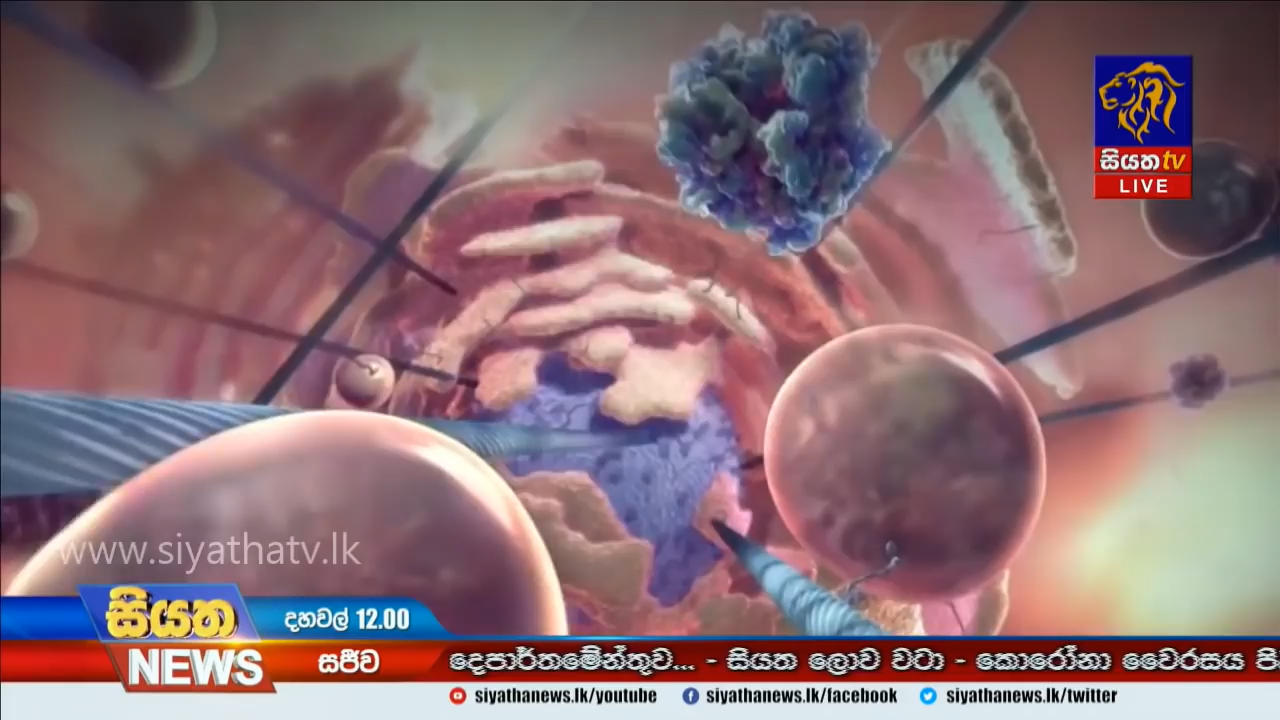 සියත tv
LIVE
www.siyathatv.lk
සියත
දහවල් 12.00
NEWS
සජීව
දෙපාර්තමේන්තුව... - සියත ලොව වටා - කොරෝනා වෛරසය
siyathanews.lk/youtube siyathanews.lk/facebook siyathanews.lk/twitter